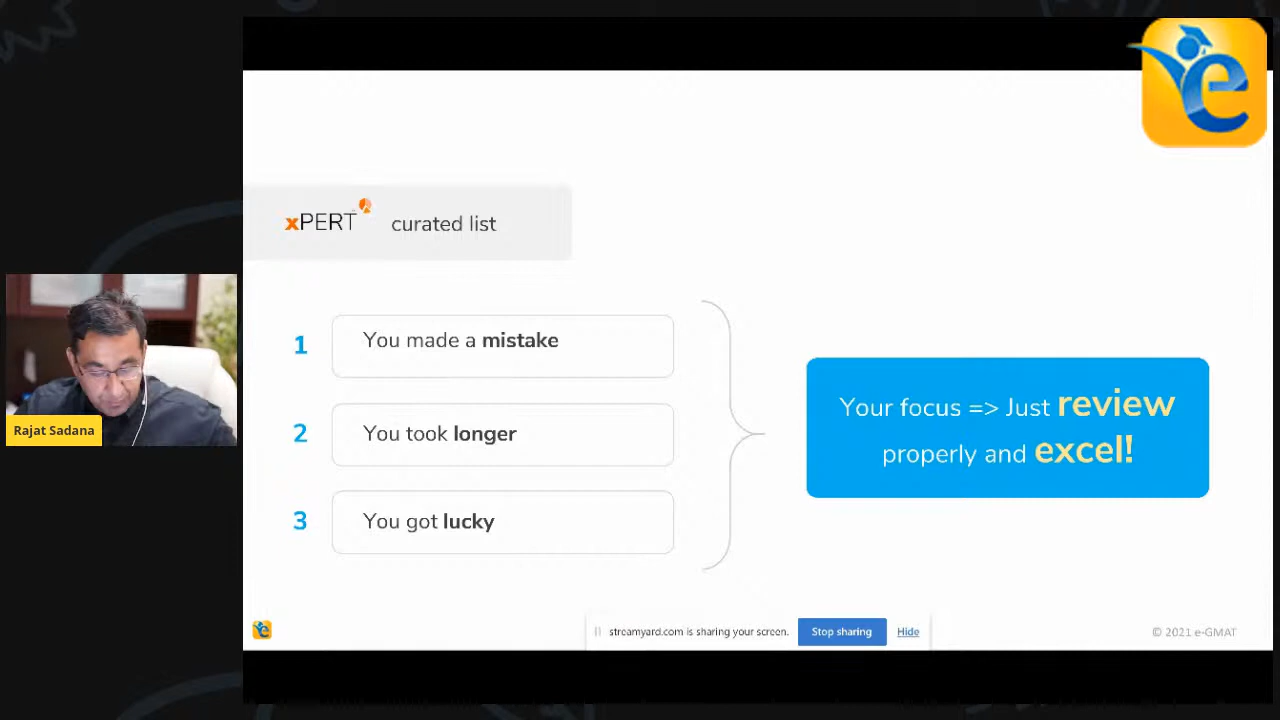 xPERT curated list
1 You made a mistake
2 You took longer
3 You got lucky
Your focus => Just review
properly and excel!
Rajat Sadana
streamyard.com is sharing your screen. Stop sharing Hide
© 2021 e-GMAT